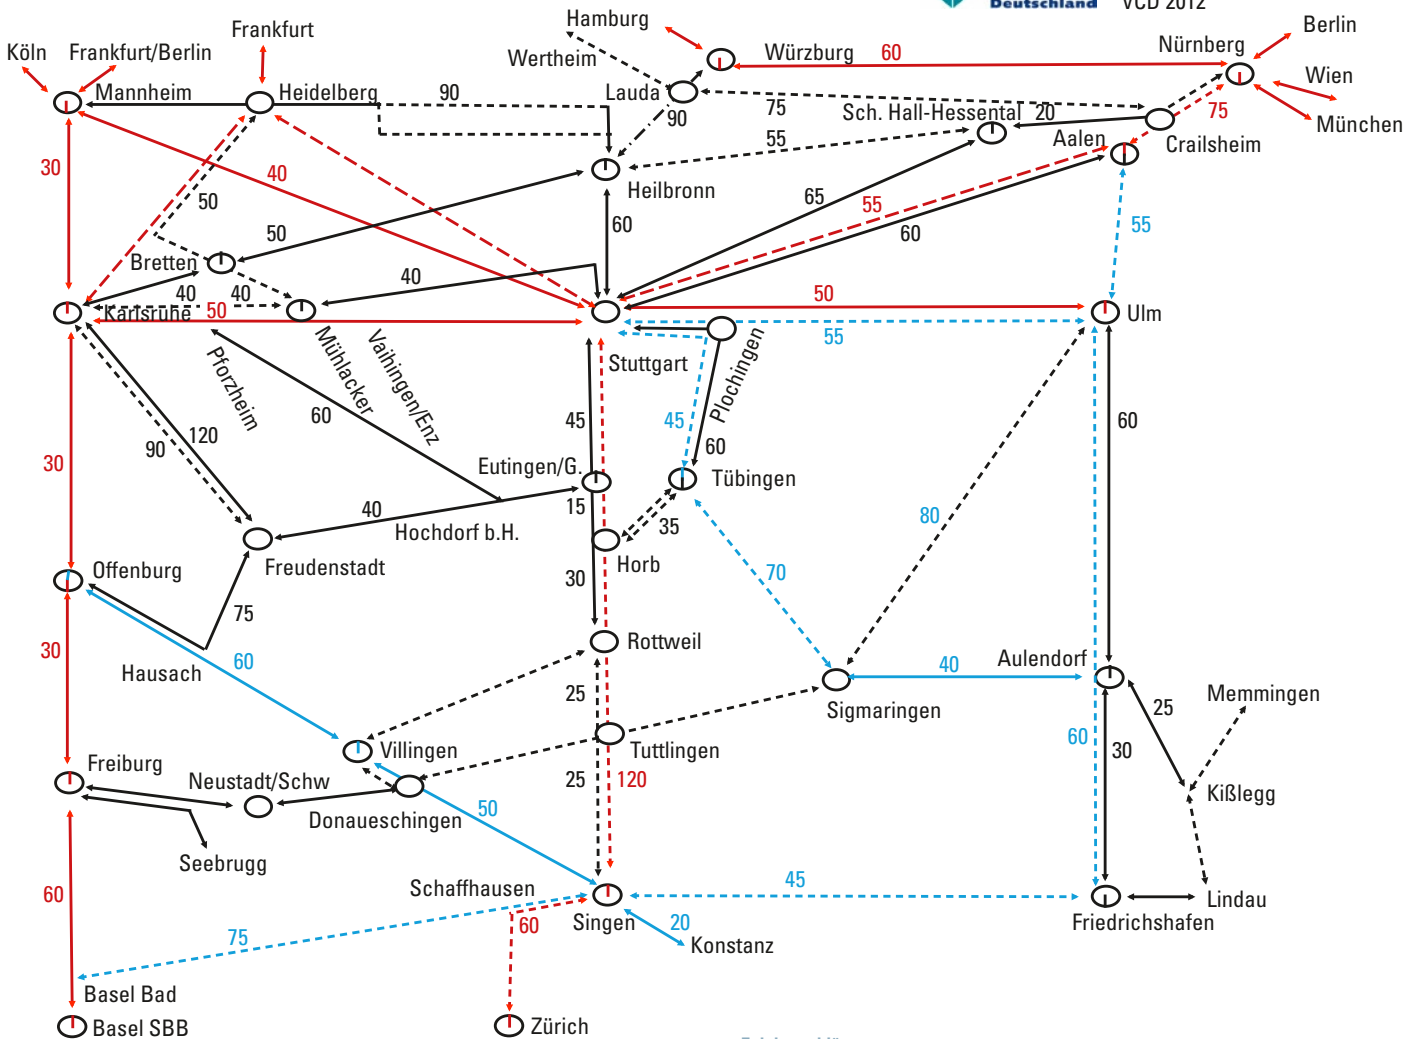 Deutschland VCD 2012
Hamburg
Berlin
Frankfurt
Köln
Frankfurt/Berlin
Wertheim
Würzburg
60
Nürnberg
Wien
Mannheim
Heidelberg
90
Lauda
75
Sch. Hall-Hessental
20
75
München
90
55
Aalen
Crailsheim
30
40
Heilbronn
50
65
55
60
50
60
55
Bretten
40
40
40
Karlsruhe
50
50
Ulm
Stuttgart
55
Pforzheim
Mühlacker
Vaihingen/Enz
Plochingen
60
45
45
60
60
120
90
30
Eutingen/G.
Tübingen
40
15
35
80
Hochdorf b.H.
Horb
Freudenstadt
Offenburg
30
70
75
30
Rottweil
Hausach
60
Aulendorf
40
25
Memmingen
Sigmaringen
25
Villingen
Tuttlingen
60
30
Freiburg
Neustadt/Schw
25
120
Kißlegg
Donaueschingen
50
Seebrugg
Schaffhausen
45
60
Lindau
Singen
60
20
Friedrichshafen
75
Konstanz
Basel Bad
Basel SBB
Zürich